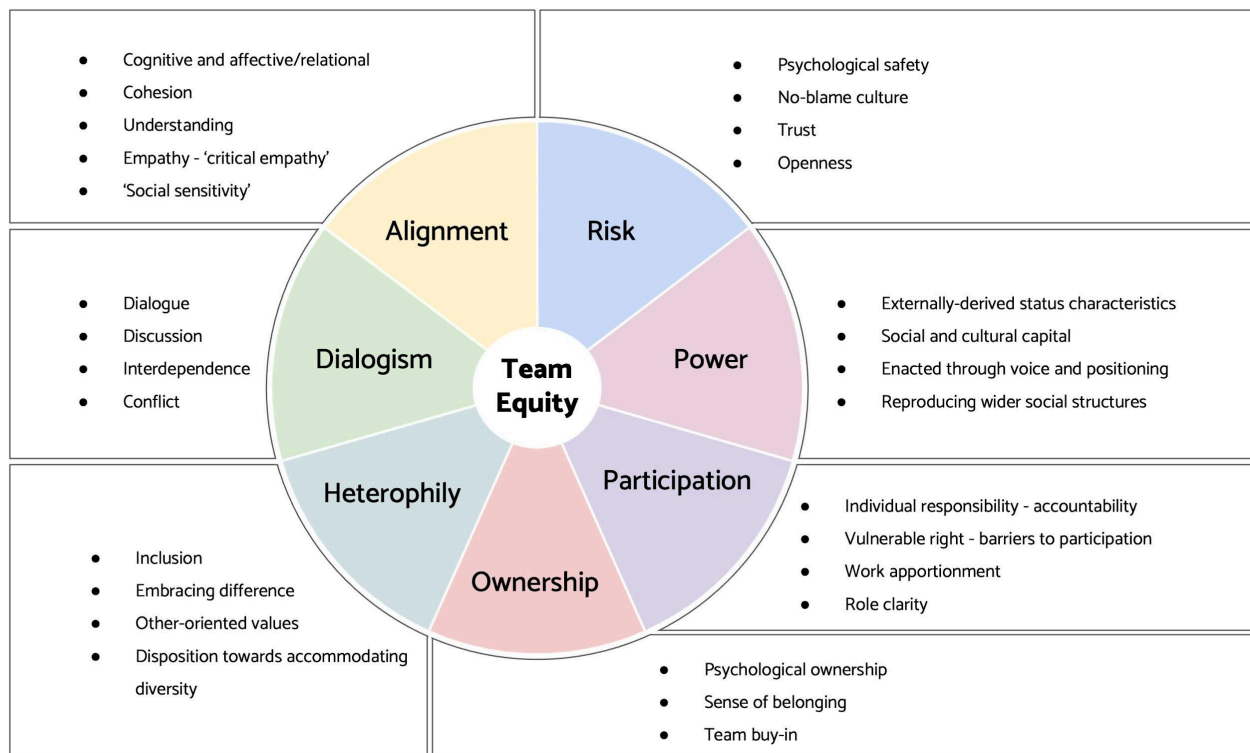 ● Cognitive and affective/relational
● Cohesion
● Understanding
● Empathy - ‘critical empathy’
● ‘Social sensitivity’
● Psychological safety
● No-blame culture
● Trust
● Openness
Alignment
Risk
● Dialogue
● Discussion
● Interdependence
● Conflict
Dialogism
Team
Equity
Power
● Externally-derived status characteristics
● Social and cultural capital
● Enacted through voice and positioning
● Reproducing wider social structures
Heterophily
Participation
● Inclusion
● Embracing difference
● Other-oriented values
● Disposition towards accommodating
diversity
Ownership
● Individual responsibility - accountability
● Vulnerable right - barriers to participation
● Work apportionment
● Role clarity
● Psychological ownership
● Sense of belonging
● Team buy-in